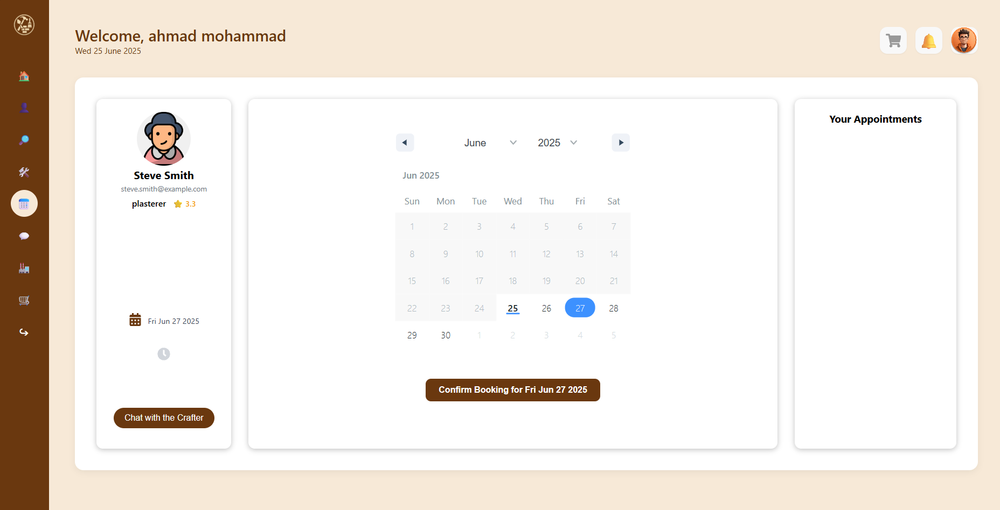 Welcome, ahmad mohammad
Wed 25 June 2025
Steve Smith
steve.smith@example.com
plasterer 3.3
Fri Jun 27 2025
Chat with the Crafter
June 2025
Jun 2025
Sun Mon Tue Wed Thu Fri Sat
1 2 3 4 5 6 7
8 9 10 11 12 13 14
15 16 17 18 19 20 21
22 23 24 25 26 27 28
29 30 1 2 3 4 5
Confirm Booking for Fri Jun 27 2025
Your Appointments